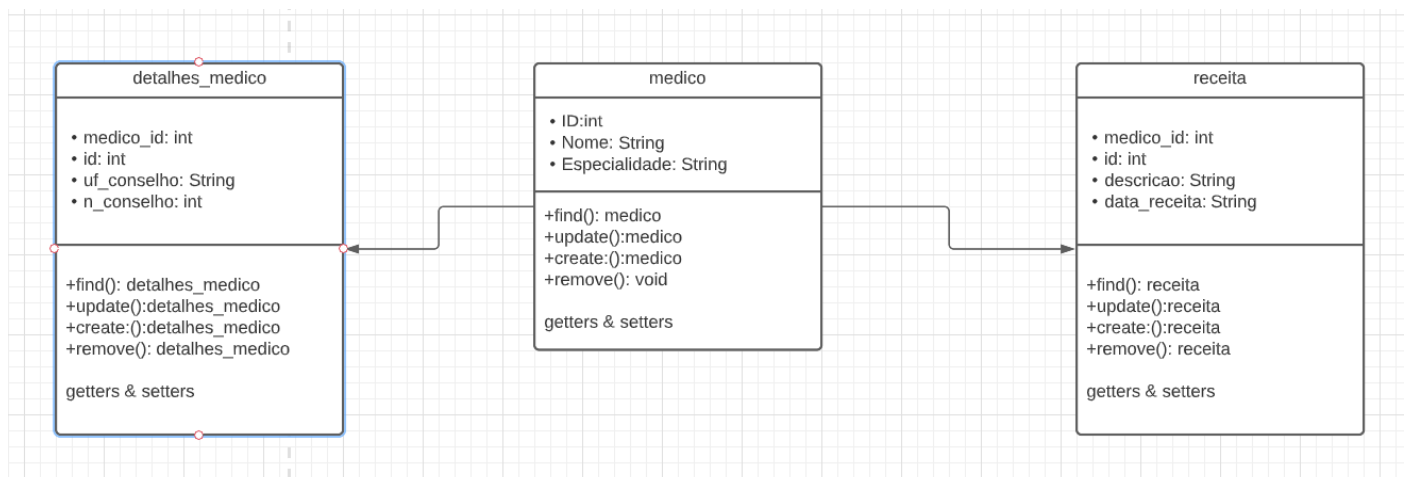 detalhes_medico
• medico_id: int
• id: int
• uf_conselho: String
• n_conselho: int
+find(): detalhes_medico
+update():detalhes_medico
+create:():detalhes_medico
+remove(): detalhes_medico
getters & setters
medico
• ID:int
• Nome: String
• Especialidade: String
+find(): medico
+update():medico
+create:():medico
+remove(): void
getters & setters
receita
• medico_id: int
• id: int
• descricao: String
• data_receita: String
+find(): receita
+update():receita
+create:():receita
+remove(): receita
getters & setters